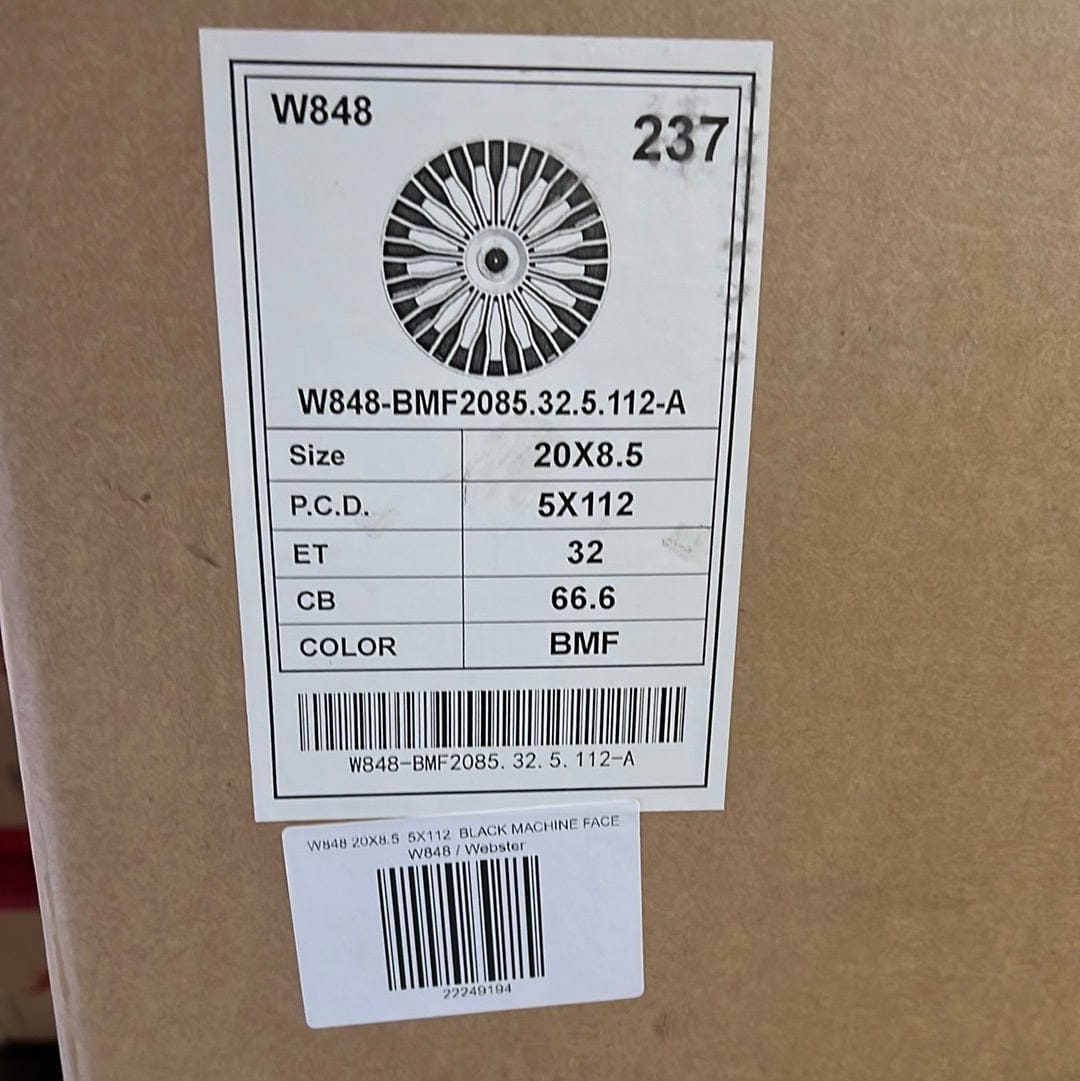 W848
237
W848-BMF2085.32.5.112-A
Size 20X8.5
P.C.D. 5X112
ET 32
CB 66.6
COLOR BMF
W848-BMF2085. 32. 5. 112-A
W848 20X8.5 5X112 BLACK MACHINE FACE
W848 / Webster
22249194